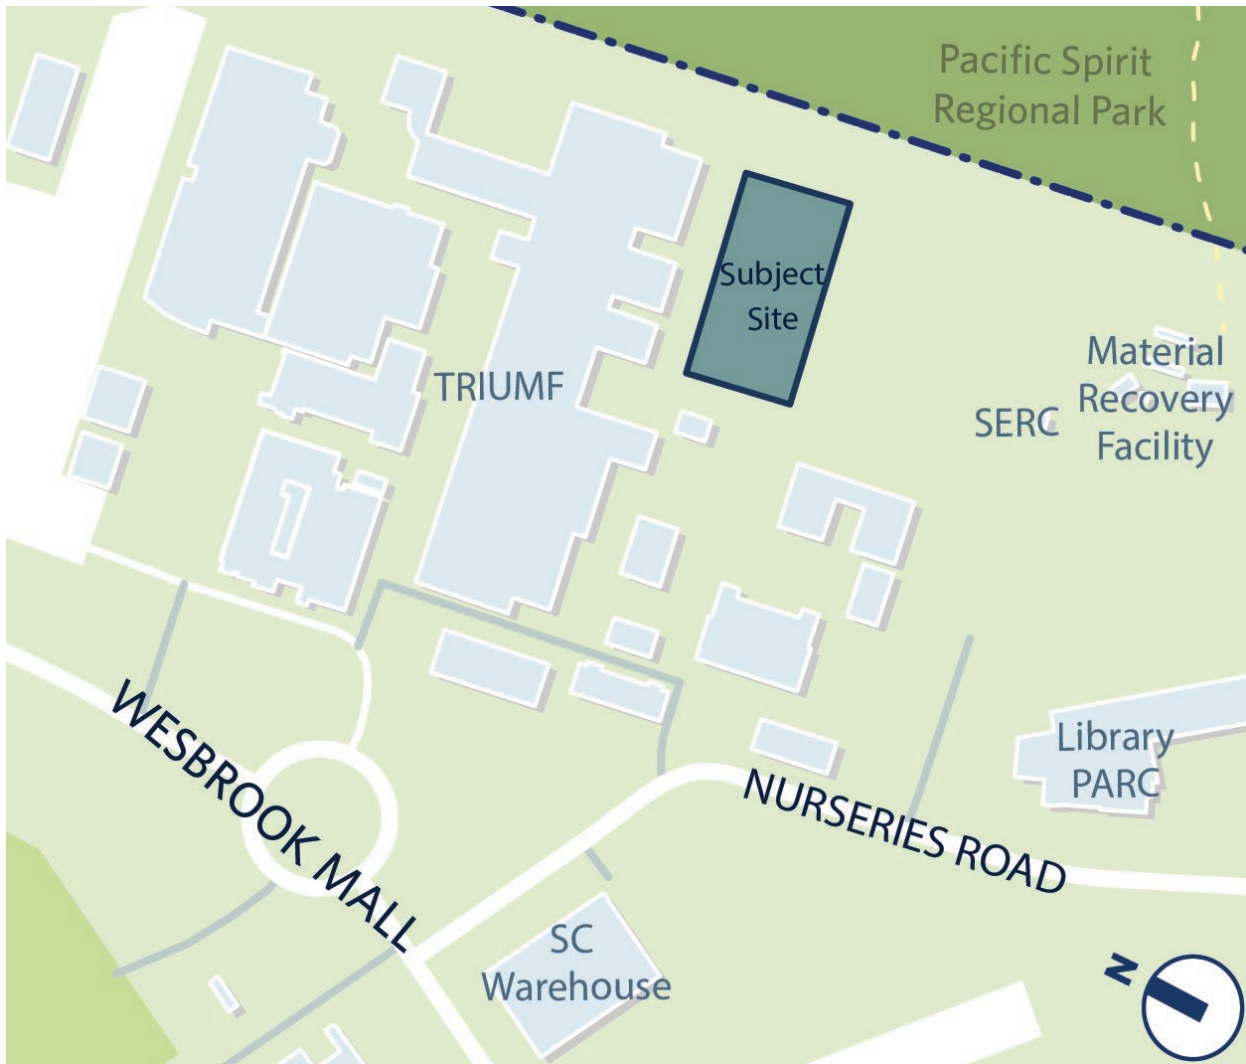 Pacific Spirit
Regional Park
Subject
Site
Material
Recovery
Facility
TRIUMF
SERC
WESBROOK MALL
Library
PARC
NURSERIES ROAD
SC
Warehouse
N